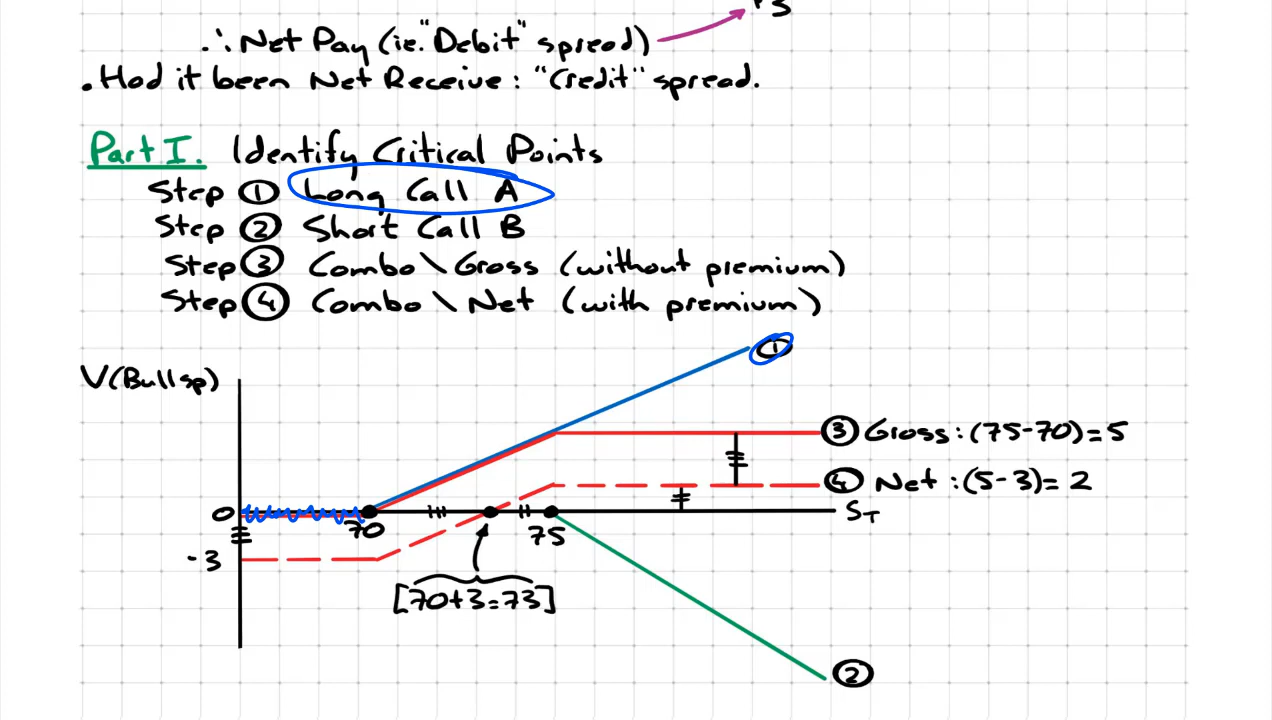 ∴ Net Pay (ie. "Debit" spread)
• Had it been Net Receive: "Credit" spread.
Part I. Identify Critical Points
Step ① Long Call A
Step ② Short Call B
Step ③ Combo\Gross (without premium)
Step ④ Combo\Net (with premium)
①
V(Bullsp)
③ Gross: (75-70)=5
④ Net: (5-3)=2
0
70
75
S_T
-3
[70+3=73]
②